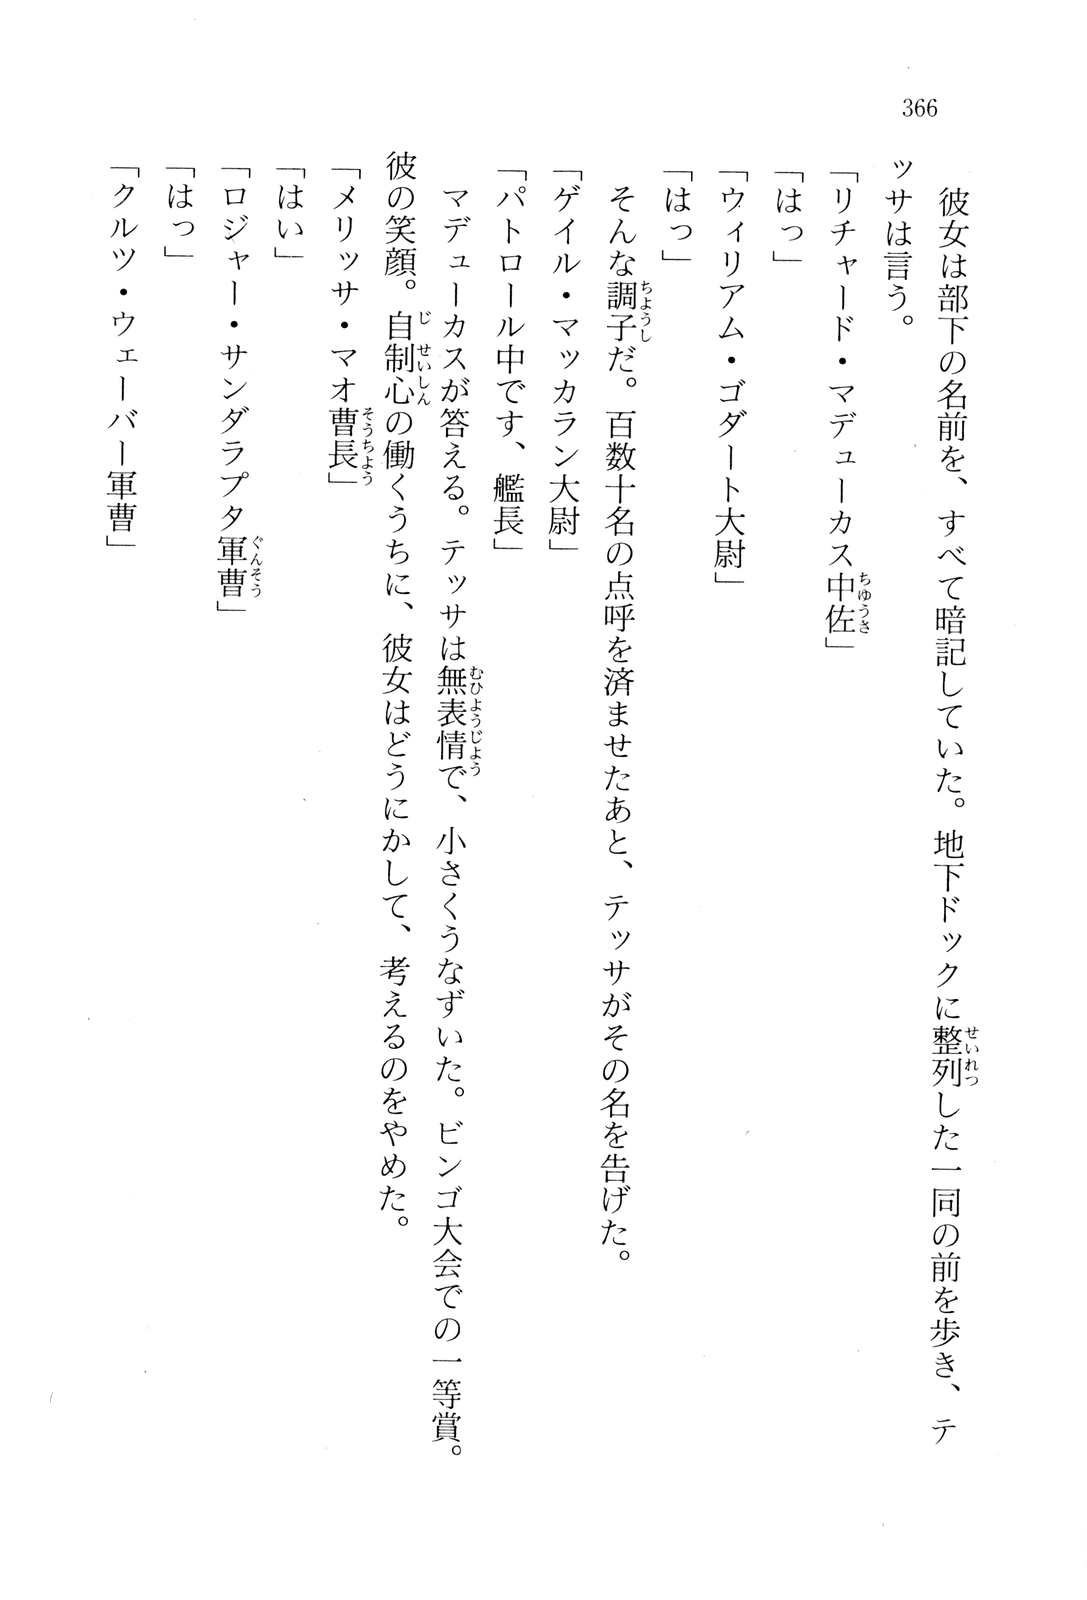 366
彼女は部下の名前を、すべて暗記していた。地下ドックに整列した一同の前を歩き、テ
ッサは言う。
「リチャード・マデューカス中佐」
「はっ」
「ウィリアム・ゴダート大尉」
「はっ」
そんな調子だ。百数十名の点呼を済ませたあと、テッサがその名を告げた。
「ゲイル・マッカラン大尉」
「パトロール中です、艦長」
マデューカスが答える。テッサは無表情で、小さくうなずいた。ビンゴ大会での一等賞。
彼の笑顔。自制心の働くうちに、彼女はどうにかして、考えるのをやめた。
「メリッサ・マオ曹長」
「はい」
「ロジャー・サンダラプタ軍曹」
「はっ」
「クルツ・ウェーバー軍曹」